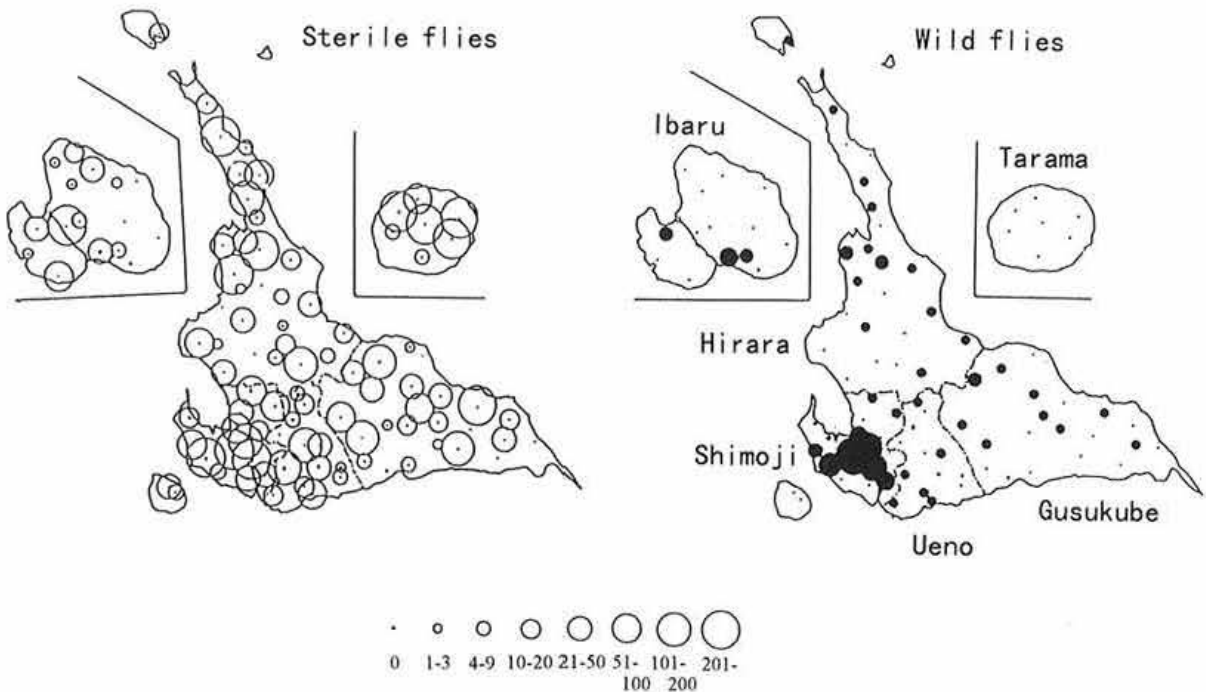 Sterile flies
Wild flies
Ibaru
Tarama
Hirara
Shimoji
Gusukube
Ueno
0 1-3 4-9 10-20 21-50 51-100 101-200 201-